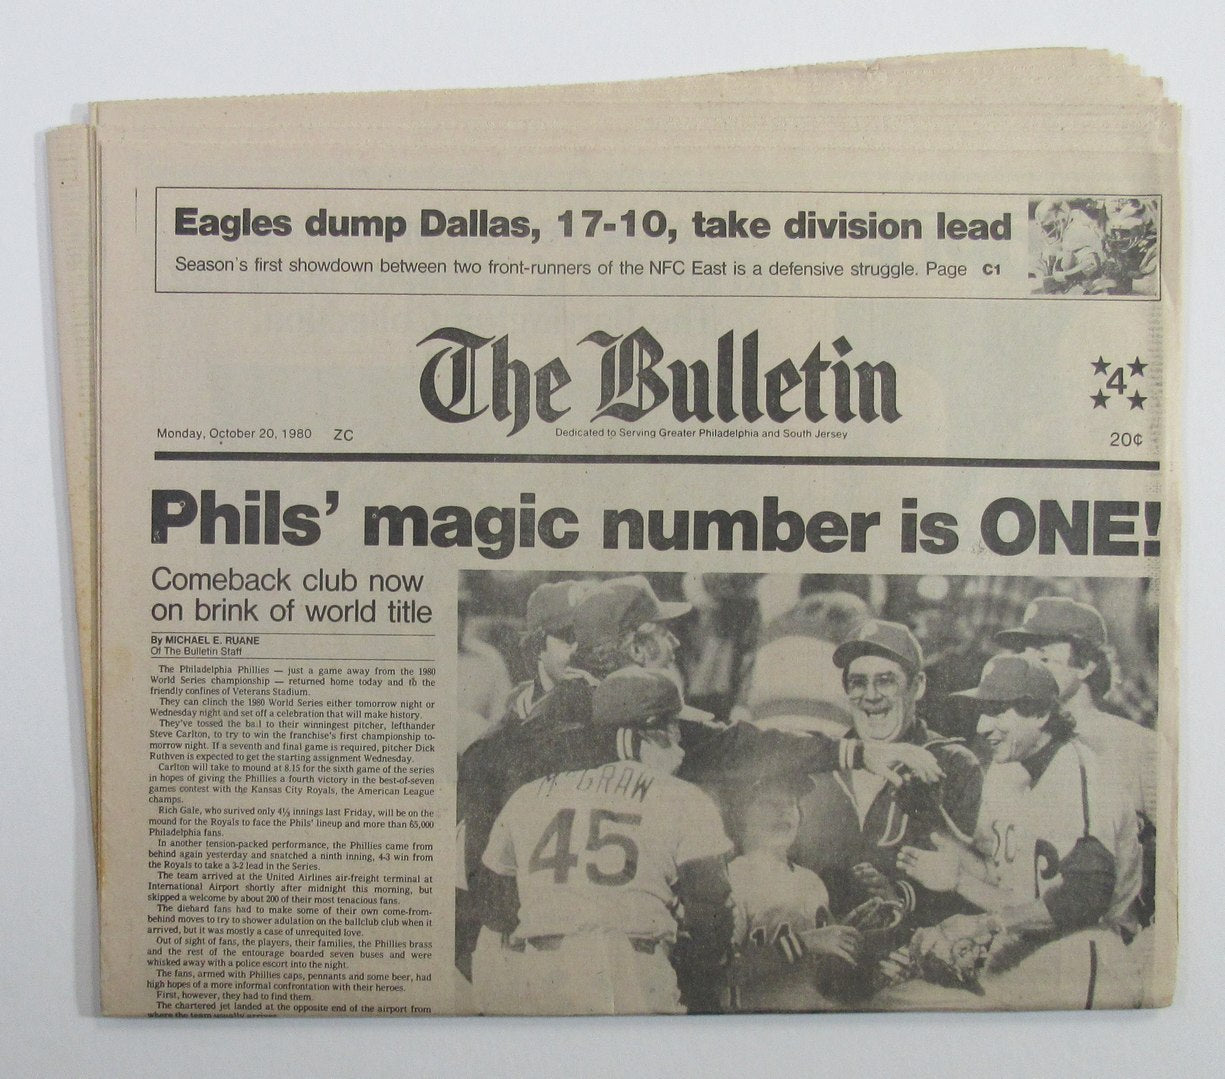 Eagles dump Dallas, 17-10, take division lead
Season's first showdown between two front-runners of the NFC East is a defensive struggle. Page C1
The Bulletin
4
Monday, October 20, 1980 ZC
Dedicated to Serving Greater Philadelphia and South Jersey
20¢
Phils' magic number is ONE!
Comeback club now
on brink of world title
By MICHAEL E. RUANE
Of The Bulletin Staff
The Philadelphia Phillies — just a game away from the 1980
World Series championship — returned home today and to the
friendly confines of Veterans Stadium.
They can clinch the 1980 World Series either tomorrow night or
Wednesday night and set off a celebration that will make history.
They've tossed the ball to their winningest pitcher, lefthander
Steve Carlton, to try to win the franchise's first championship to-
morrow night. If a seventh and final game is required, pitcher Dick
Ruthven is expected to get the starting assignment Wednesday.
Carlton will take to mound at 8.15 for the sixth game of the series
in hopes of giving the Phillies a fourth victory in the best-of-seven
games contest with the Kansas City Royals, the American League
champs.
Rich Gale, who surived only 4⅓ innings last Friday, will be on the
mound for the Royals to face the Phils' lineup and more than 65,000
Philadelphia fans.
In another tension-packed performance, the Phillies came from
behind again yesterday and snatched a ninth inning, 4-3 win from
the Royals to take a 3-2 lead in the Series.
The team arrived at the United Airlines air-freight terminal at
International Airport shortly after midnight this morning, but
skipped a welcome by about 200 of their most tenacious fans.
The diehard fans had to make some of their own come-from-
behind moves to try to shower adulation on the ballclub club when it
arrived, but it was mostly a case of unrequited love.
Out of sight of fans, the players, their families, the Phillies brass
and the rest of the entourage boarded seven buses and were
whisked away with a police escort into the night.
The fans, armed with Phillies caps, pennants and some beer, had
high hopes of a more informal confrontation with their heroes.
First, however, they had to find them.
The chartered jet landed at the opposite end of the airport from
where the team usually arrives.
McGRAW
45